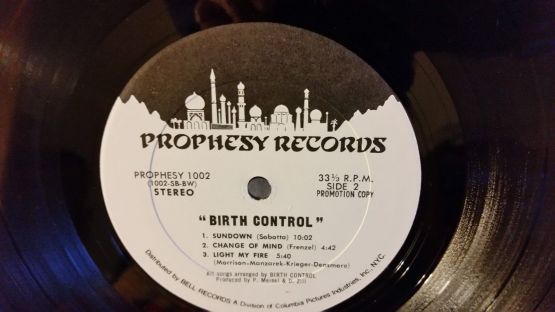 PROPHESY RECORDS
PROPHESY 1002
(1002-SB-BW)
STEREO
33⅓ R.P.M.
SIDE 2
PROMOTION COPY
"BIRTH CONTROL"
1. SUNDOWN (Sabotta) 10:02
2. CHANGE OF MIND (Frenzel) 4:42
3. LIGHT MY FIRE 5:40
(Morrison-Manzarek-Krieger-Densmore)
All songs arranged by BIRTH CONTROL
Produced by P. Meisel & D. Zill
Distributed by BELL RECORDS A Division of Columbia Pictures Industries, Inc, NYC.